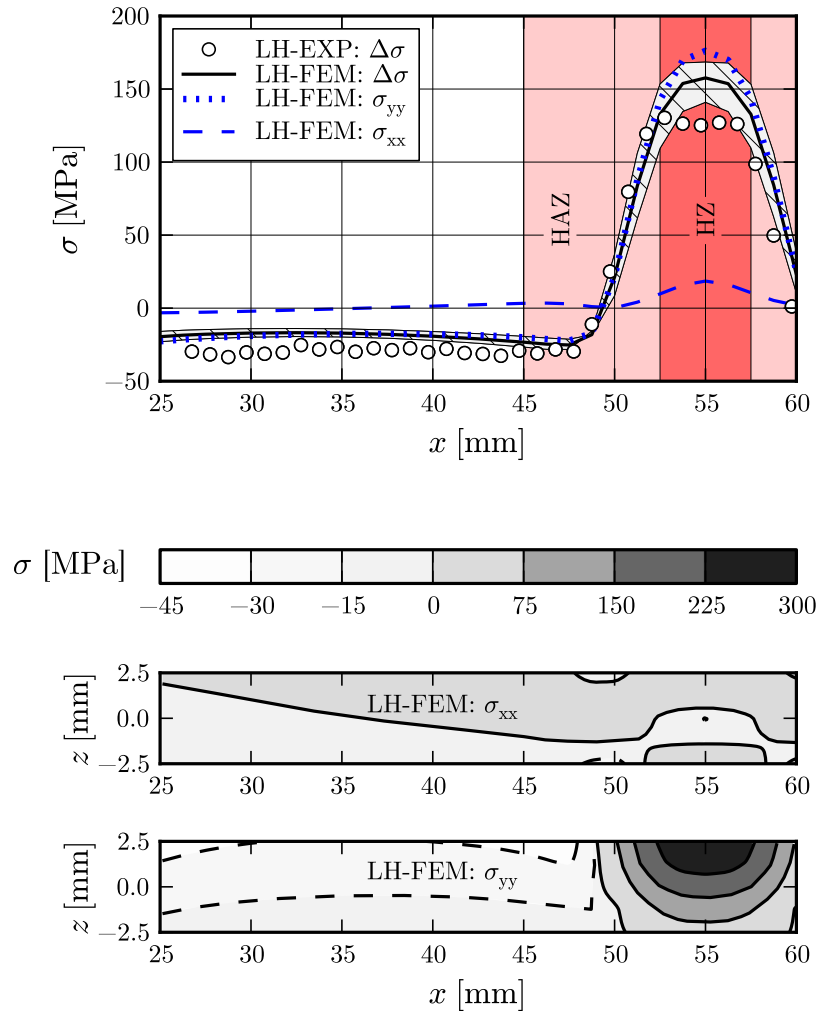 200
150
100
50
0
−50
σ [MPa]
LH-EXP: Δσ
LH-FEM: Δσ
LH-FEM: σyy
LH-FEM: σxx
HAZ
HZ
25 30 35 40 45 50 55 60
x [mm]
σ [MPa]
−45 −30 −15 0 75 150 225 300
2.5
0.0
−2.5
z [mm]
LH-FEM: σxx
25 30 35 40 45 50 55 60
2.5
0.0
−2.5
z [mm]
LH-FEM: σyy
25 30 35 40 45 50 55 60
x [mm]